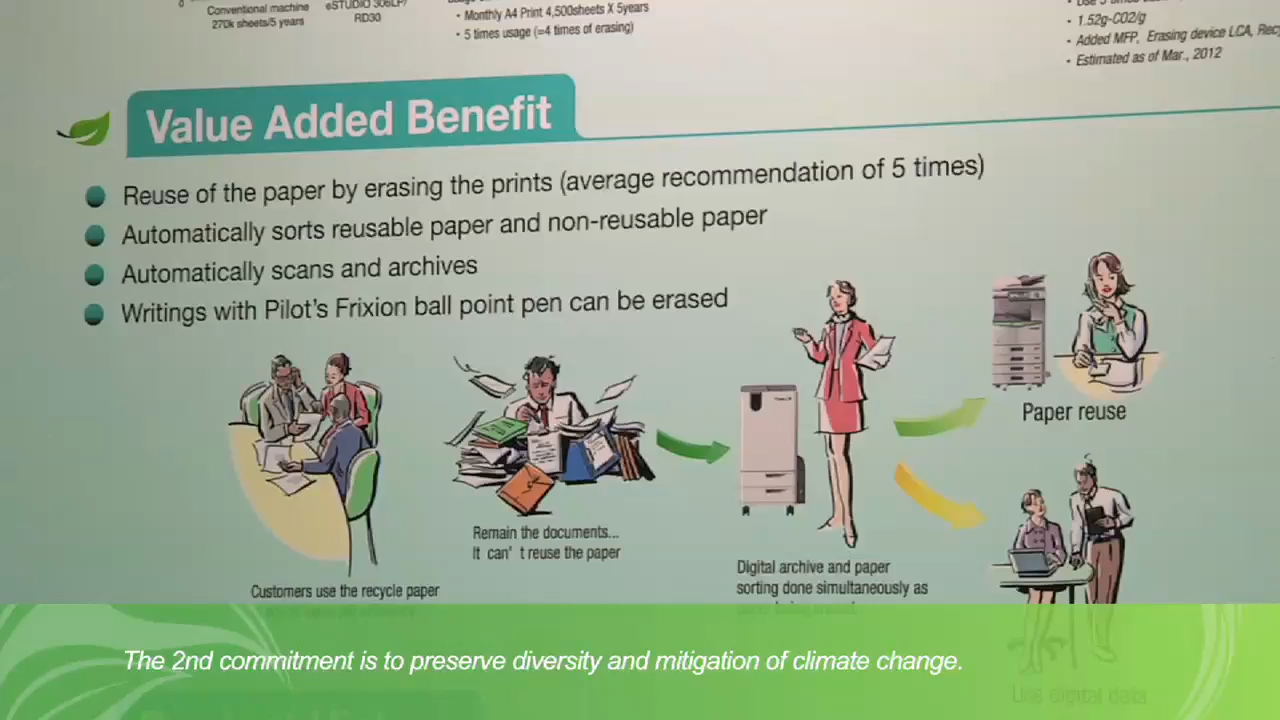 0
Conventional machine
270k sheets/5 years
eSTUDIO 306LP/
RD30
• Monthly A4 Print 4,500sheets X 5years
• 5 times usage (=4 times of erasing)
• 1.52g-CO2/g
• Added MFP, Erasing device LCA,
• Estimated as of Mar., 2012
Value Added Benefit
Reuse of the paper by erasing the prints (average recommendation of 5 times)
Automatically sorts reusable paper and non-reusable paper
Automatically scans and archives
Writings with Pilot's Frixion ball point pen can be erased
Paper reuse
Remain the documents...
It can' t reuse the paper
Digital archive and paper
sorting done simultaneously as
Customers use the recycle paper
The 2nd commitment is to preserve diversity and mitigation of climate change.
Use digital data